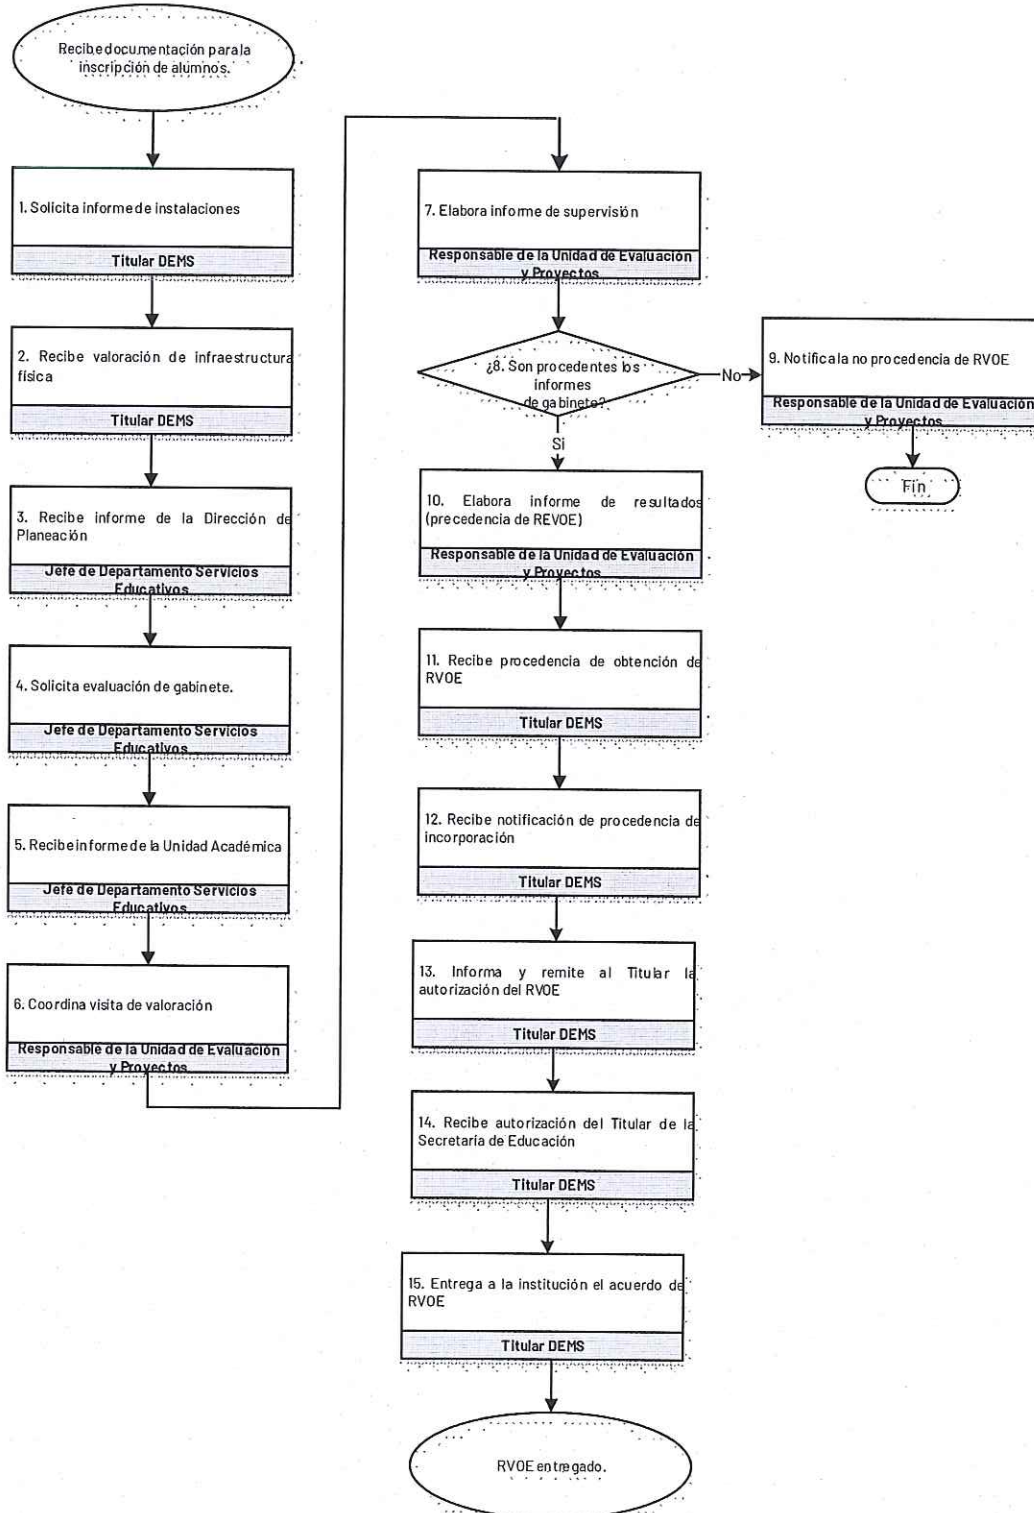 Recibe documentación para la
inscripción de alumnos.
1. Solicita informe de instalaciones
Titular DEMS
2. Recibe valoración de infraestructura
física
Titular DEMS
3. Recibe informe de la Dirección de
Planeación
Jefe de Departamento Servicios
Educativos
4. Solicita evaluación de gabinete.
Jefe de Departamento Servicios
Educativos
5. Recibe informe de la Unidad Académica
Jefe de Departamento Servicios
Educativos
6. Coordina visita de valoración
Responsable de la Unidad de Evaluación
y Proyectos
7. Elabora informe de supervisión
Responsable de la Unidad de Evaluación
y Proyectos
¿8. Son procedentes los
informes
de gabinete?
No
9. Notifica la no procedencia de RVOE
Responsable de la Unidad de Evaluación
y Proyectos
Fin
Si
10. Elabora informe de resultados
(precedencia de REVOE)
Responsable de la Unidad de Evaluación
y Proyectos
11. Recibe procedencia de obtención de
RVOE
Titular DEMS
12. Recibe notificación de procedencia de
incorporación
Titular DEMS
13. Informa y remite al Titular la
autorización del RVOE
Titular DEMS
14. Recibe autorización del Titular de la
Secretaría de Educación
Titular DEMS
15. Entrega a la institución el acuerdo de
RVOE
Titular DEMS
RVOE entregado.